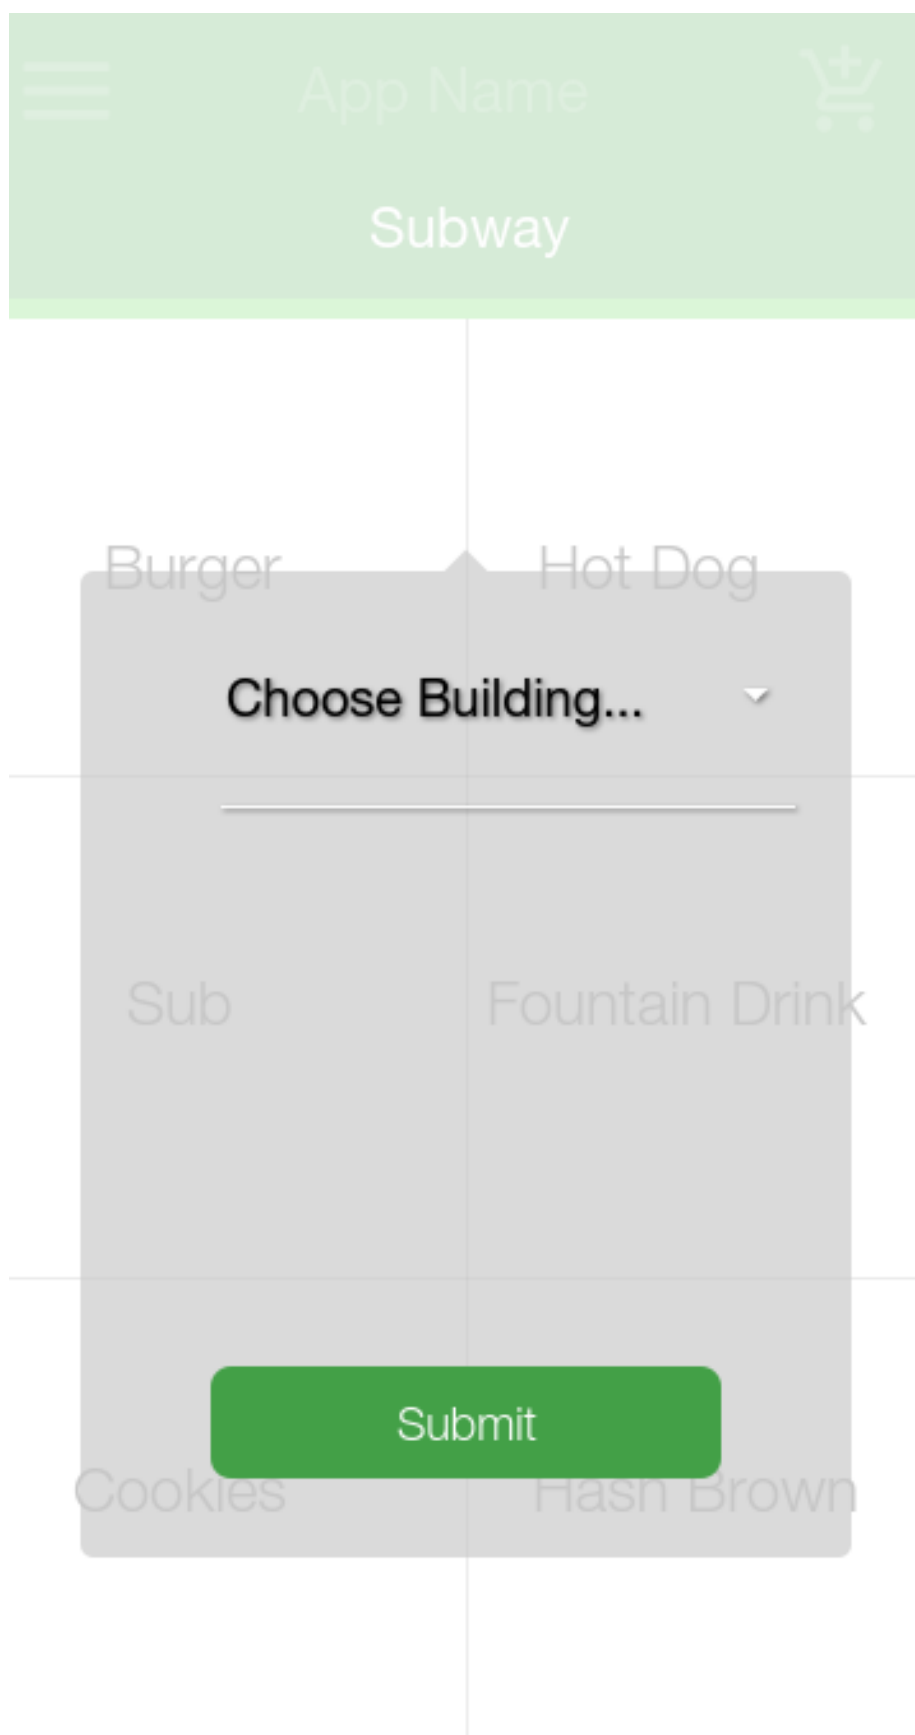 App Name
Subway
Burger Hot Dog
Choose Building...
Sub Fountain Drink
Submit
Cookies Hash Brown